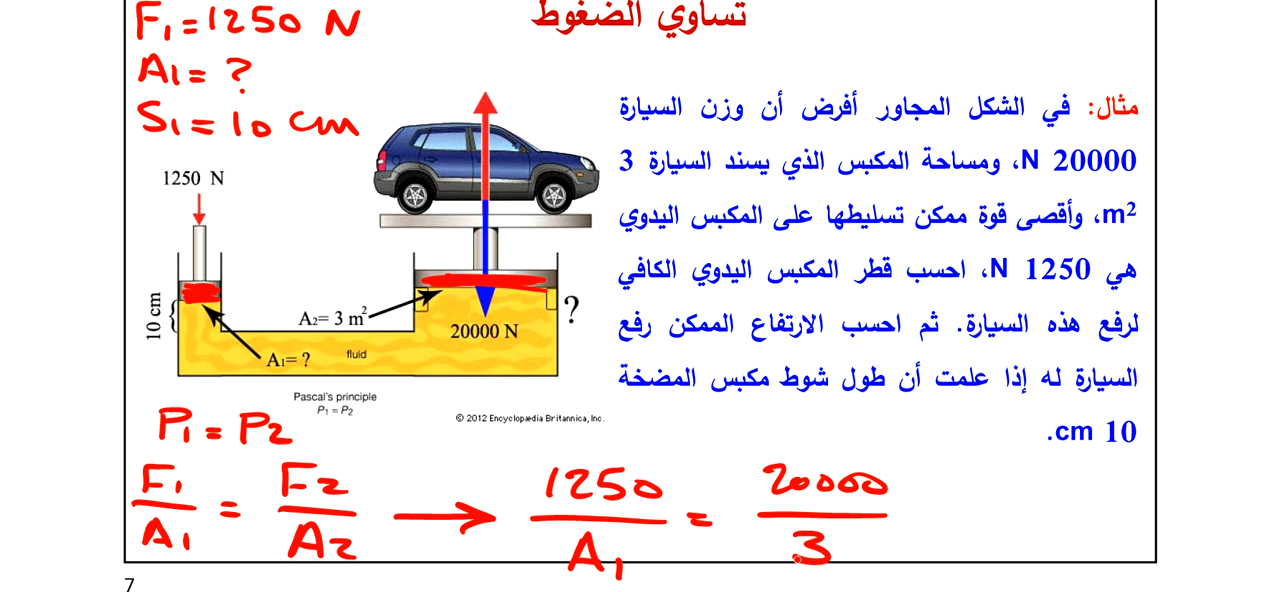 تساوي الضغوط
F1 = 1250 N
A1 = ?
S1 = 10 cm
مثال: في الشكل المجاور أفرض أن وزن السيارة
20000 N، ومساحة المكبس الذي يسند السيارة 3
m²، وأقصى قوة ممكن تسليطها على المكبس اليدوي
هي 1250 N، احسب قطر المكبس اليدوي الكافي
لرفع هذه السيارة. ثم احسب الارتفاع الممكن رفع
السيارة له إذا علمت أن طول شوط مكبس المضخة
10 cm.
1250 N
10 cm
A2= 3 m²
?
20000 N
A1= ?
fluid
Pascal's principle
P1 = P2
© 2012 Encyclopædia Britannica, Inc.
P1 = P2
F1/A1 = F2/A2 → 1250/A1 = 20000/3
7